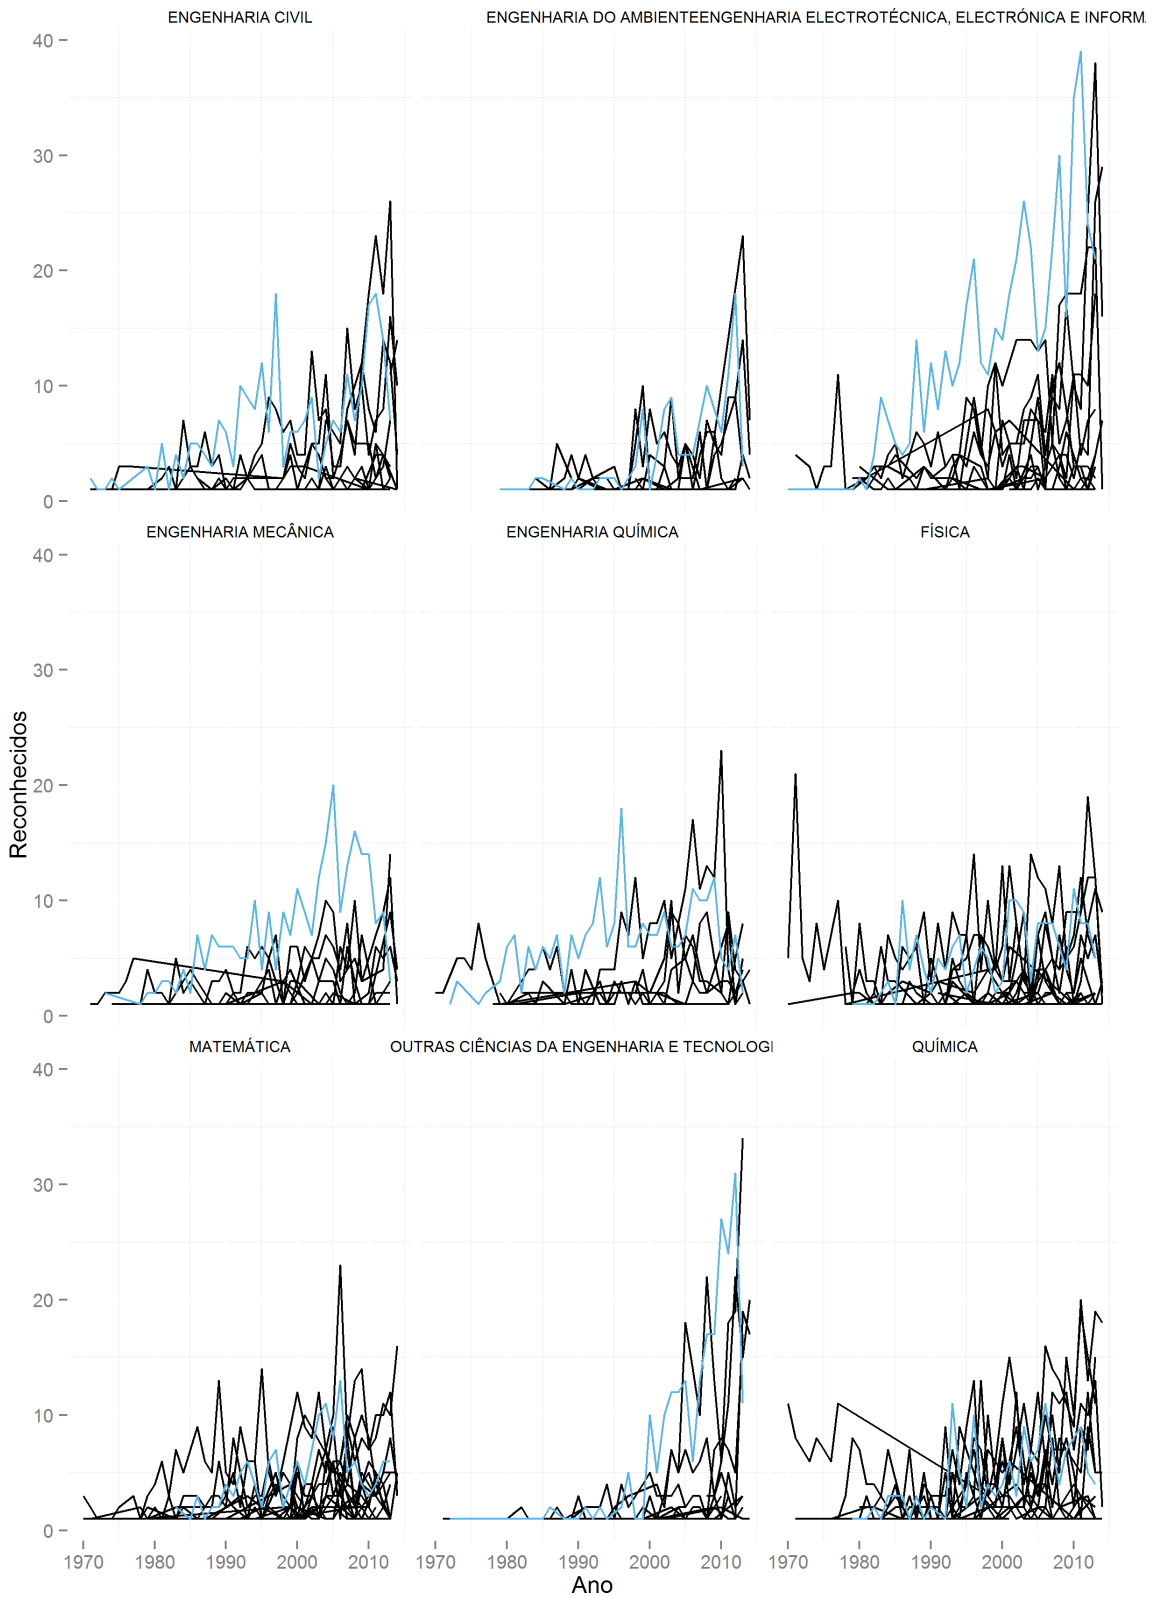 ENGENHARIA CIVIL
ENGENHARIA DO AMBIENTE
ENGENHARIA ELECTROTÉCNICA, ELECTRÓNICA E INFORM
40
30
20
10
0
ENGENHARIA MECÂNICA
ENGENHARIA QUÍMICA
FÍSICA
40
30
20
10
0
Reconhecidos
MATEMÁTICA
OUTRAS CIÊNCIAS DA ENGENHARIA E TECNOLOGI
QUÍMICA
40
30
20
10
0
1970 1980 1990 2000 2010
1970 1980 1990 2000 2010
1970 1980 1990 2000 2010
Ano